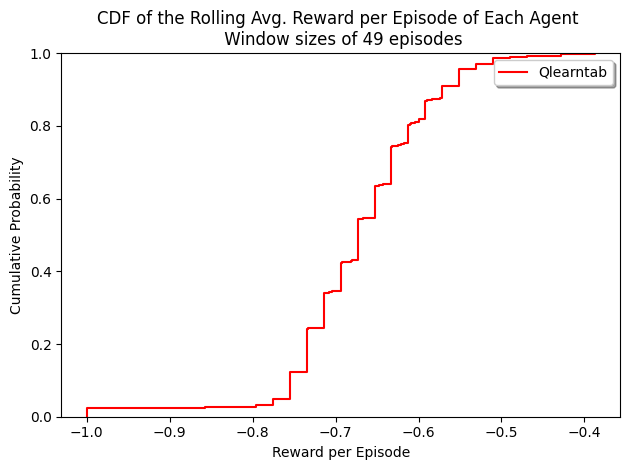 CDF of the Rolling Avg. Reward per Episode of Each Agent
Window sizes of 49 episodes
Qlearntab
Cumulative Probability
1.0
0.8
0.6
0.4
0.2
0.0
−1.0 −0.9 −0.8 −0.7 −0.6 −0.5 −0.4
Reward per Episode